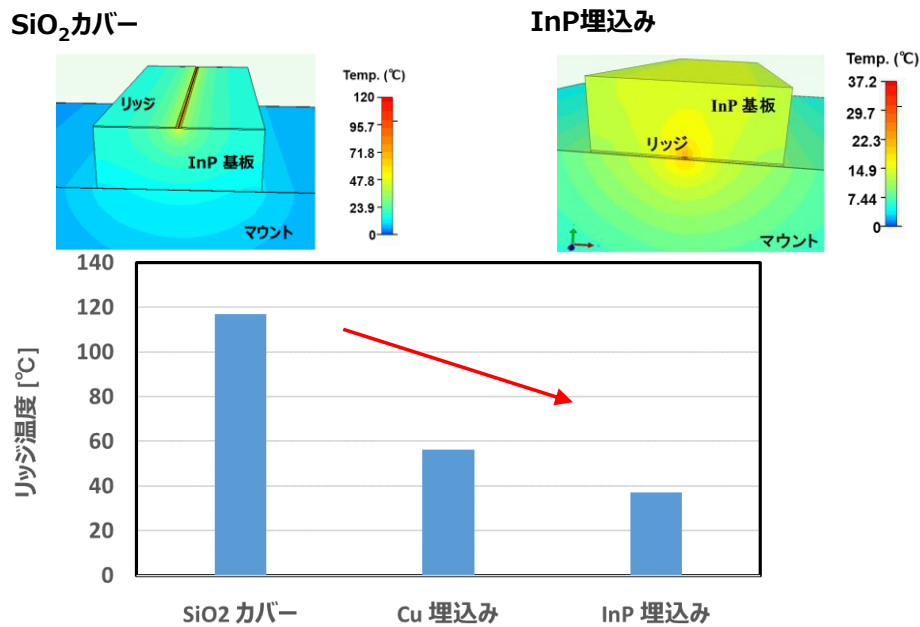 SiO2カバー
InP埋込み
Temp. (℃)
120
95.7
71.8
47.8
23.9
0
リッジ
InP 基板
マウント
Temp. (℃)
37.2
29.7
22.3
14.9
7.44
0
InP 基板
リッジ
マウント
リッジ温度 [℃]
140
120
100
80
60
40
20
0
SiO2 カバー
Cu 埋込み
InP 埋込み